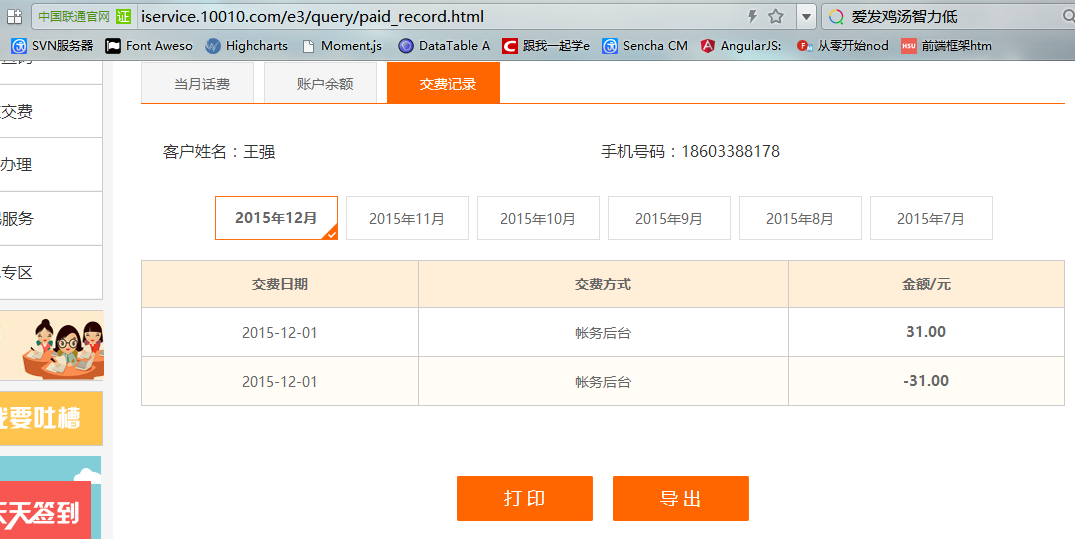 中国联通官网 证 iservice.10010.com/e3/query/paid_record.html 爱发鸡汤智力低
SVN服务器 Font Aweso Highcharts Moment.js DataTable A 跟我一起学e Sencha CM AngularJS: 从零开始nod HSU 前端框架htm
当月话费 账户余额 交费记录
交费
办理
服务
专区
我要吐槽
天天签到
客户姓名：王强 手机号码：18603388178
2015年12月 2015年11月 2015年10月 2015年9月 2015年8月 2015年7月
交费日期 交费方式 金额/元
2015-12-01 帐务后台 31.00
2015-12-01 帐务后台 -31.00
打印 导出